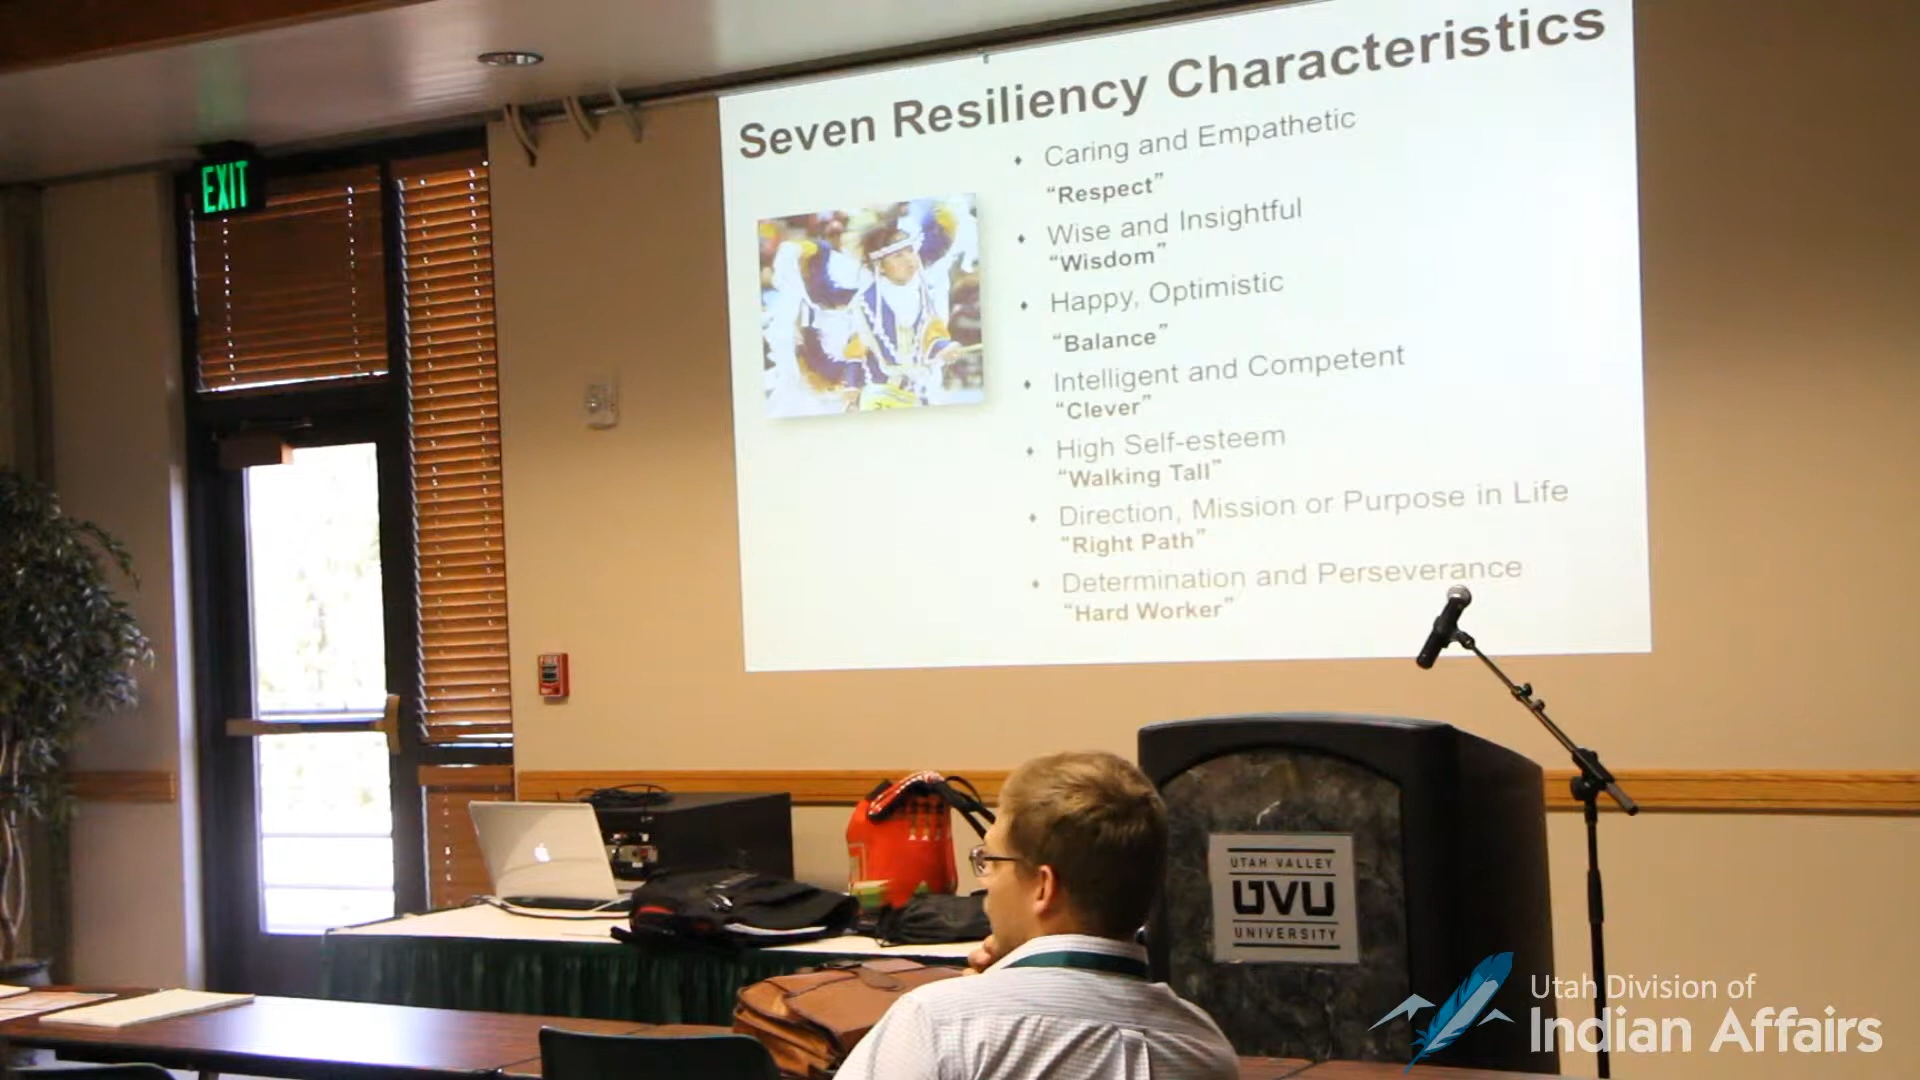 Seven Resiliency Characteristics
EXIT
Caring and Empathetic
“Respect”
Wise and Insightful
“Wisdom”
Happy, Optimistic
“Balance”
Intelligent and Competent
“Clever”
High Self-esteem
“Walking Tall”
Direction, Mission or Purpose in Life
“Right Path”
Determination and Perseverance
“Hard Worker”
FIRE
UTAH VALLEY
UVU
UNIVERSITY
Utah Division of
Indian Affairs